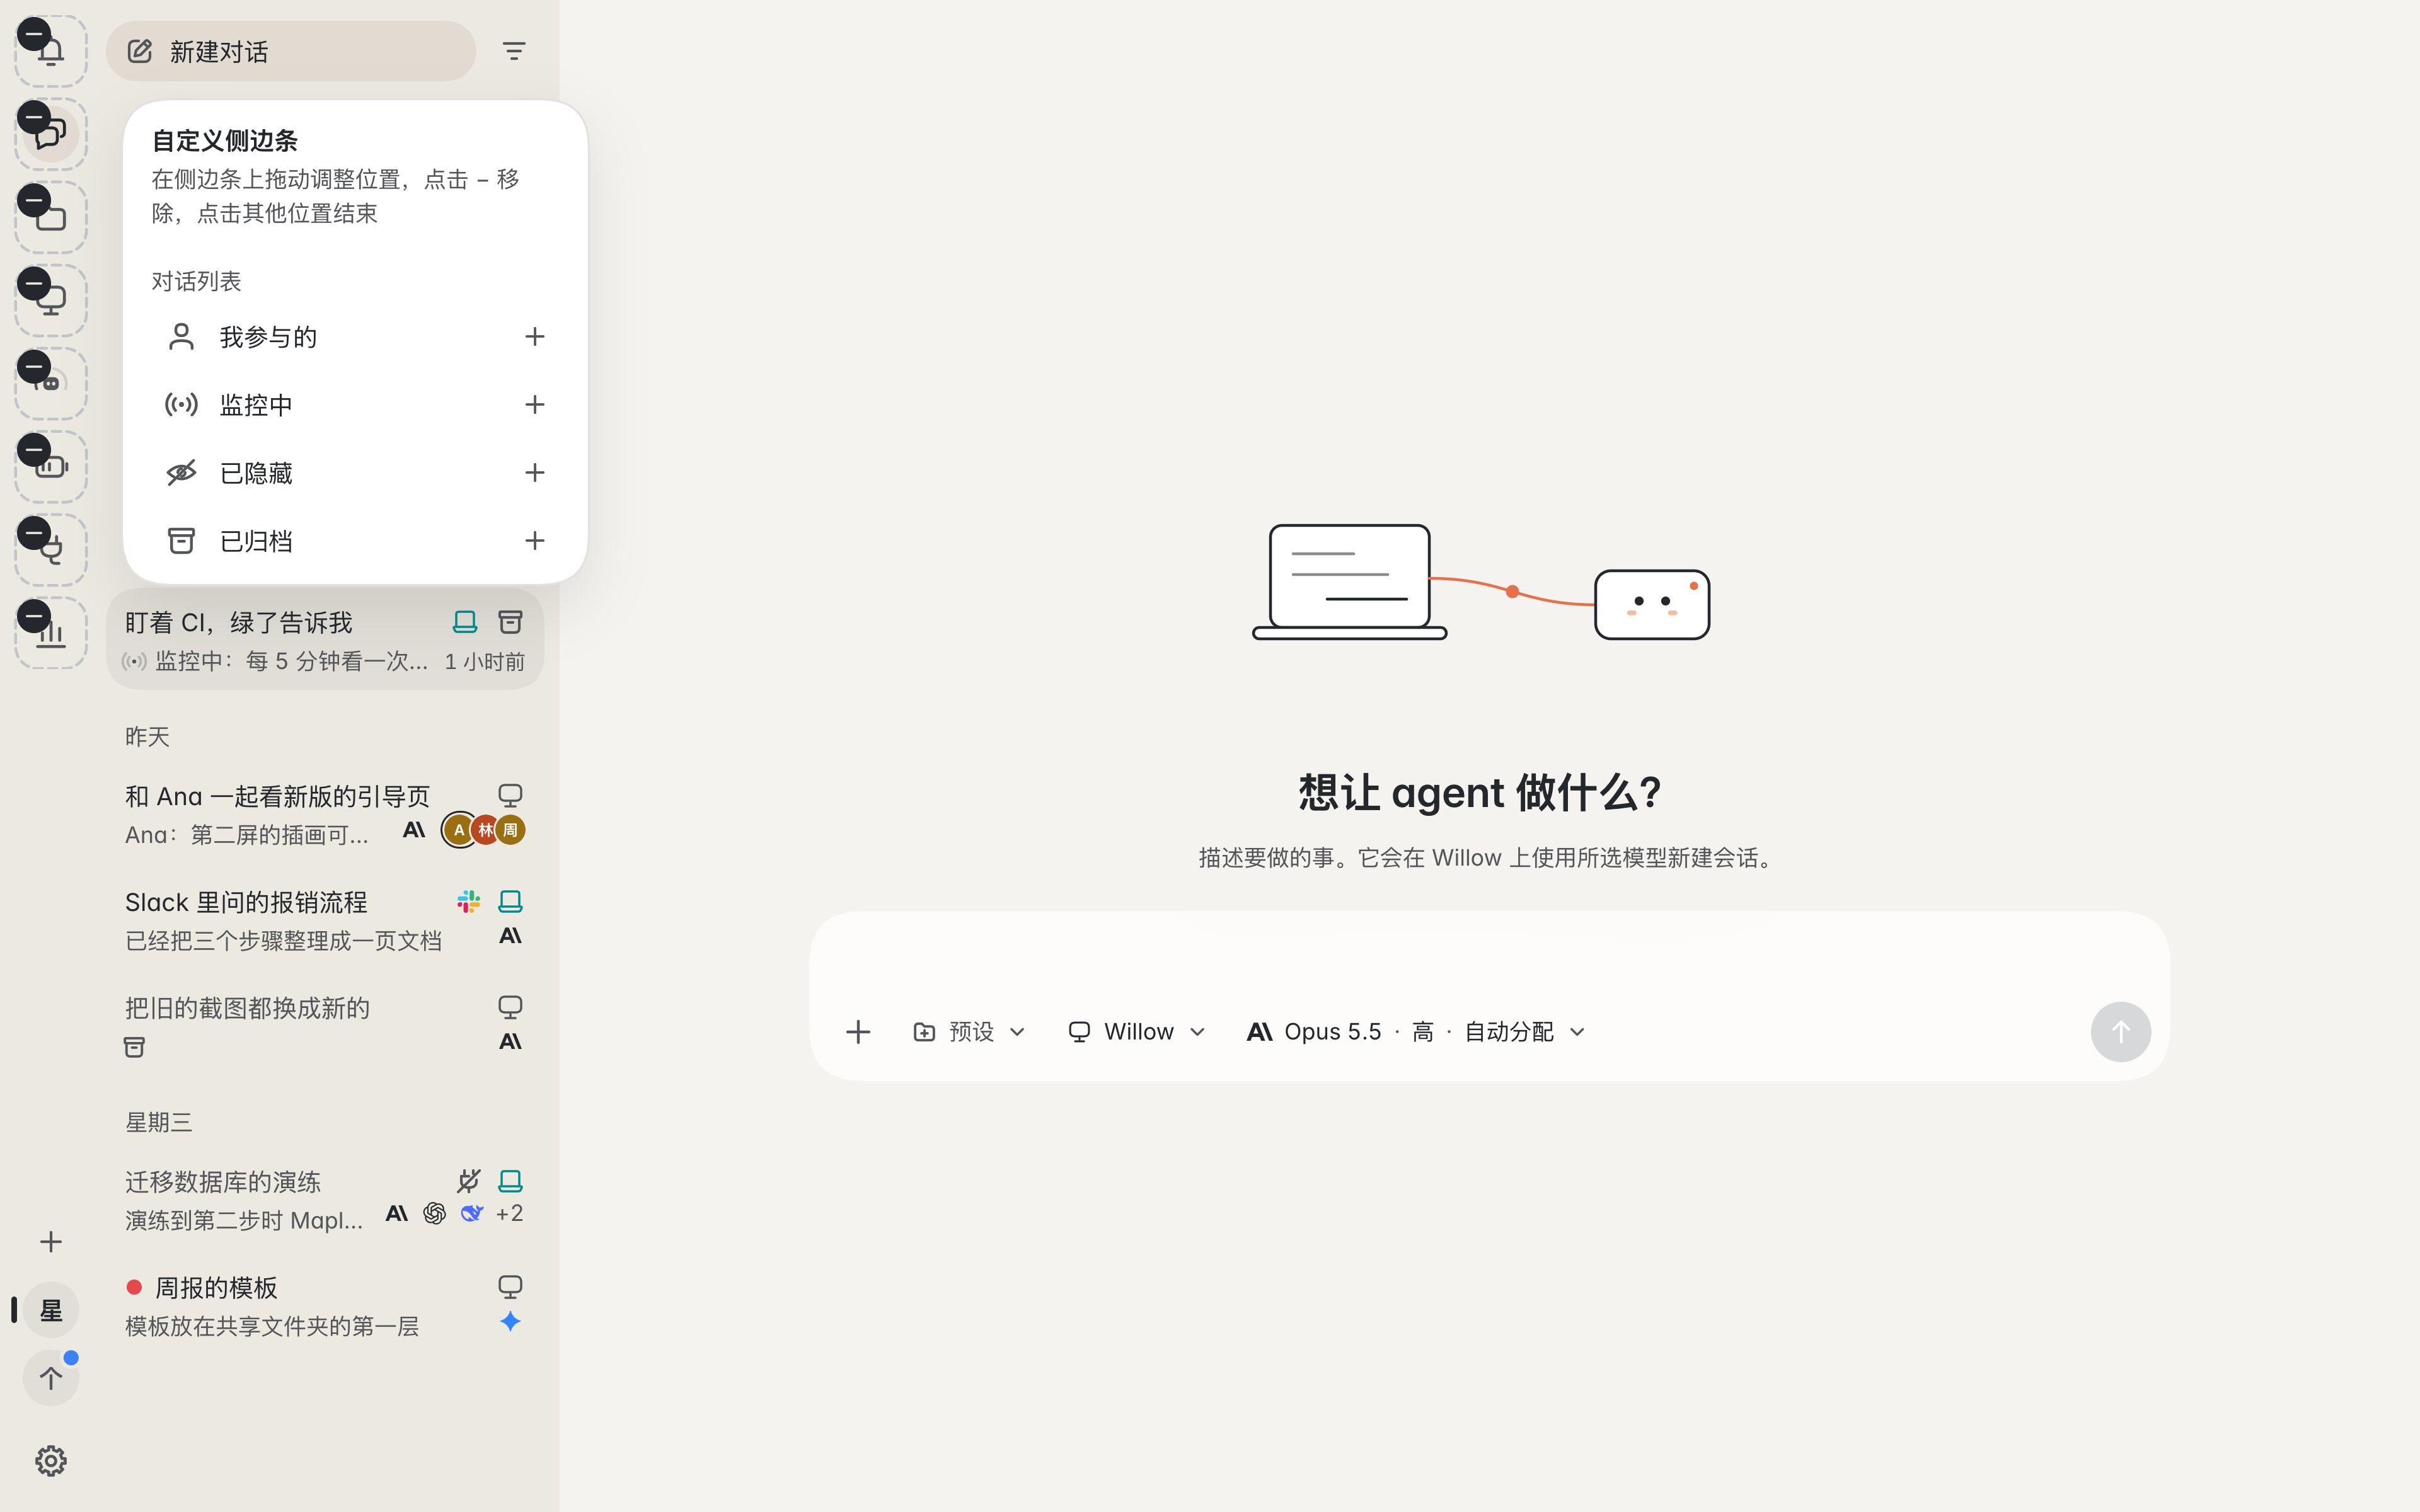 新建对话
自定义侧边条
在侧边条上拖动调整位置，点击 – 移
除，点击其他位置结束
对话列表
我参与的
监控中
已隐藏
已归档
盯着 CI，绿了告诉我
监控中：每 5 分钟看一次... 1 小时前
昨天
和 Ana 一起看新版的引导页
Ana：第二屏的插画可... A 林 周
Slack 里问的报销流程
已经把三个步骤整理成一页文档
把旧的截图都换成新的
星期三
迁移数据库的演练
演练到第二步时 Mapl... +2
周报的模板
模板放在共享文件夹的第一层
星
个
想让 agent 做什么？
描述要做的事。它会在 Willow 上使用所选模型新建会话。
预设 Willow Opus 5.5 · 高 · 自动分配